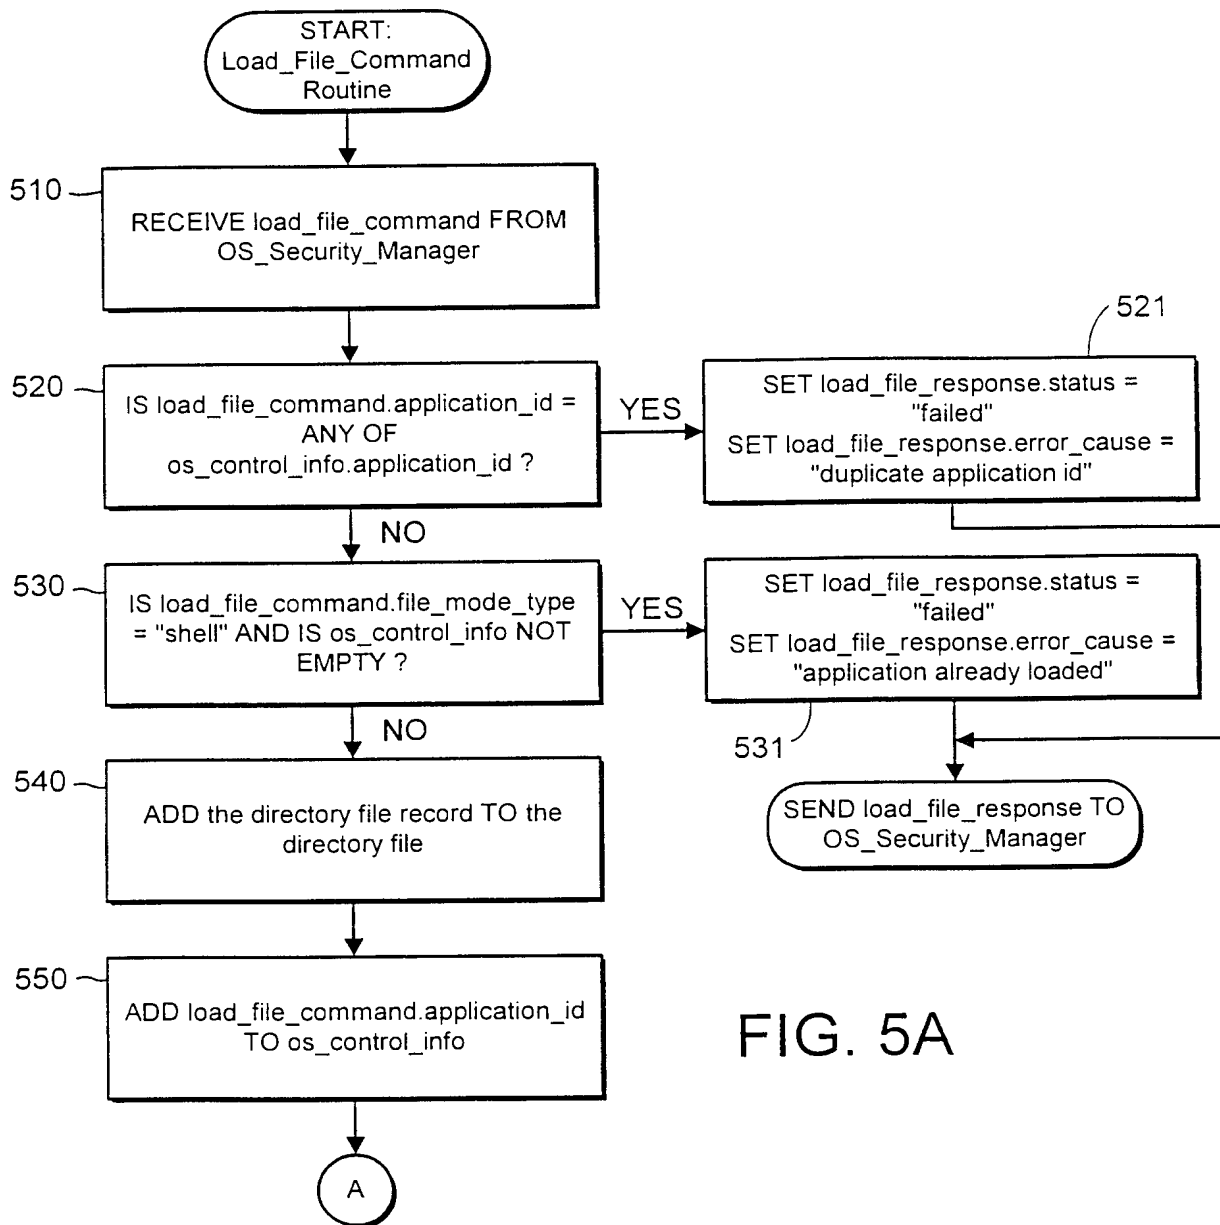 START:
Load_File_Command
Routine
510
RECEIVE load_file_command FROM
OS_Security_Manager
520
IS load_file_command.application_id =
ANY OF
os_control_info.application_id ?
YES
521
SET load_file_response.status =
"failed"
SET load_file_response.error_cause =
"duplicate application id"
NO
530
IS load_file_command.file_mode_type
= "shell" AND IS os_control_info NOT
EMPTY ?
YES
SET load_file_response.status =
"failed"
SET load_file_response.error_cause =
"application already loaded"
531
NO
SEND load_file_response TO
OS_Security_Manager
540
ADD the directory file record TO the
directory file
550
ADD load_file_command.application_id
TO os_control_info
A
FIG. 5A